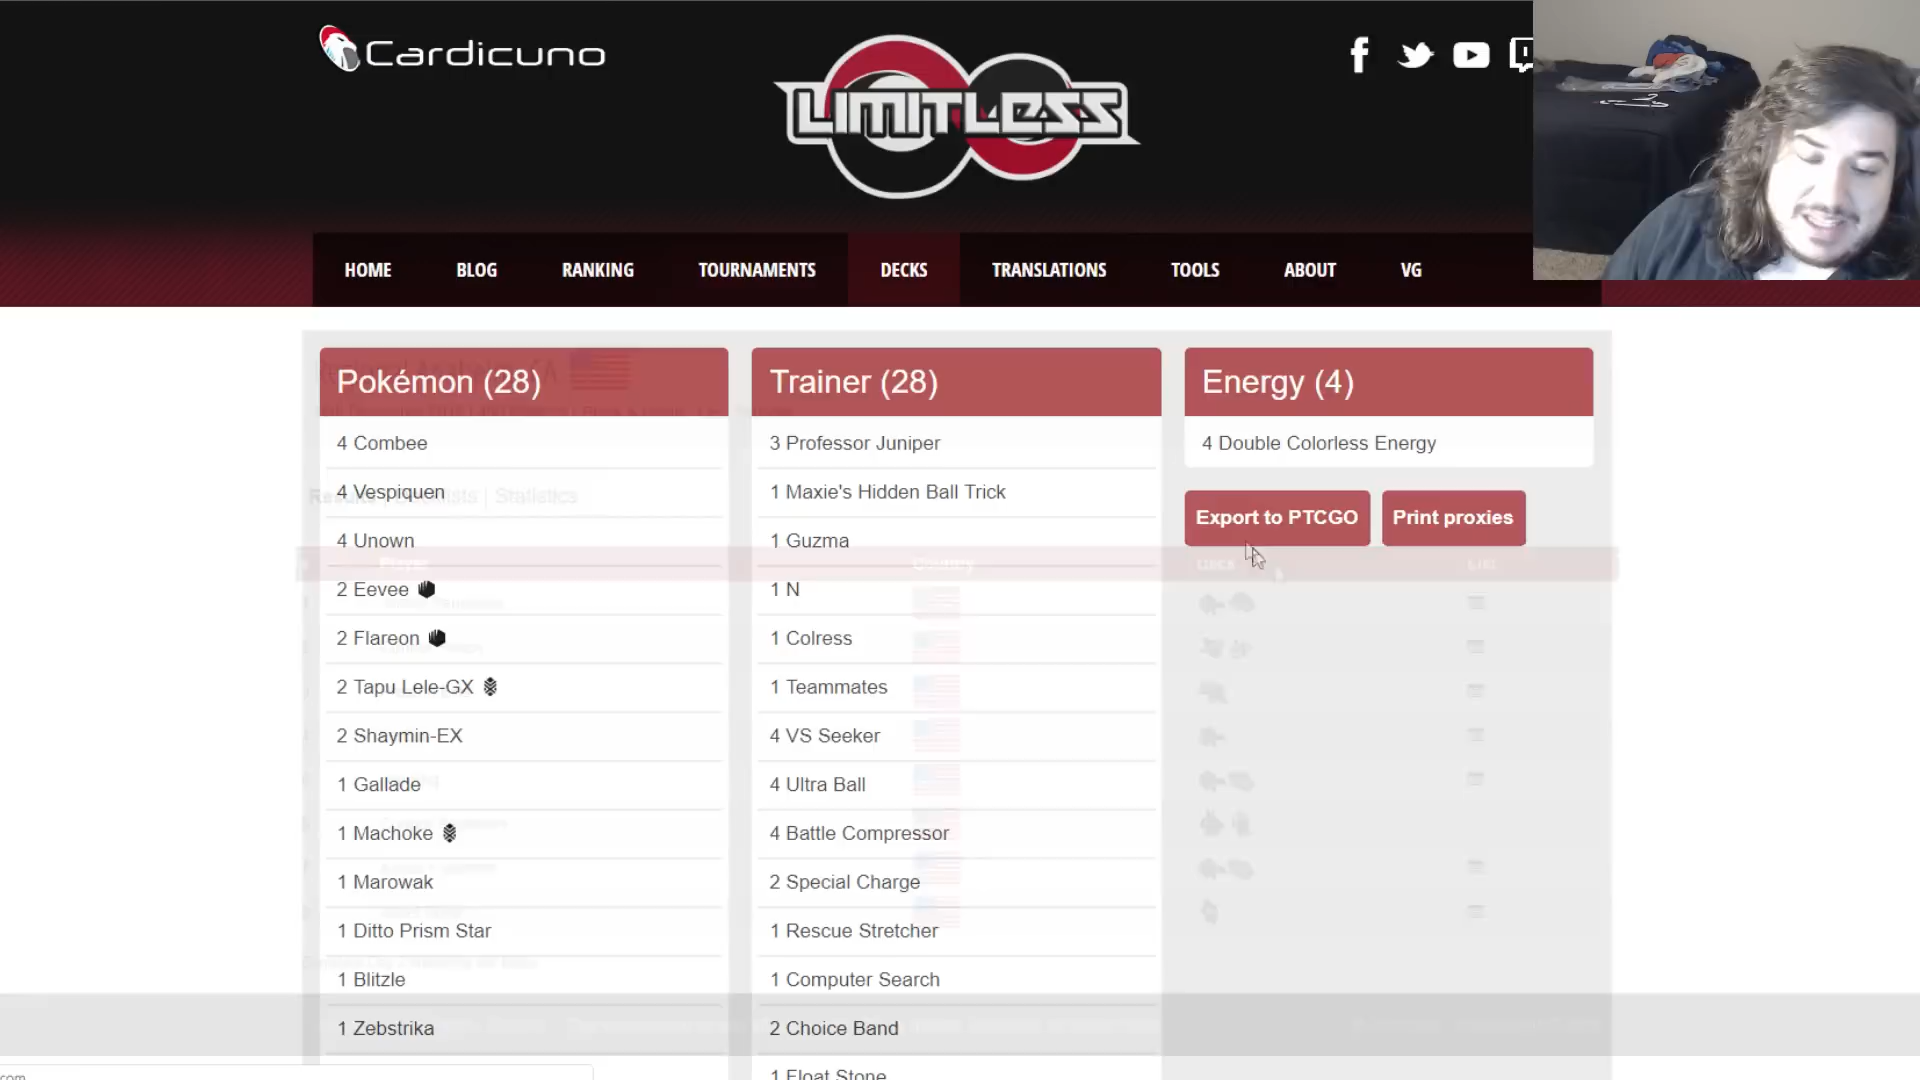 Cardicuno
LIMITLESS
HOME BLOG RANKING TOURNAMENTS DECKS TRANSLATIONS TOOLS ABOUT VG
Pokémon (28)
4 Combee
4 Vespiquen
4 Unown
2 Eevee
2 Flareon
2 Tapu Lele-GX
2 Shaymin-EX
1 Gallade
1 Machoke
1 Marowak
1 Ditto Prism Star
1 Blitzle
1 Zebstrika
Trainer (28)
3 Professor Juniper
1 Maxie's Hidden Ball Trick
1 Guzma
1 N
1 Colress
1 Teammates
4 VS Seeker
4 Ultra Ball
4 Battle Compressor
2 Special Charge
1 Rescue Stretcher
1 Computer Search
2 Choice Band
1 Float Stone
Energy (4)
4 Double Colorless Energy
Export to PTCGO Print proxies
Statistics
Player Country
.com